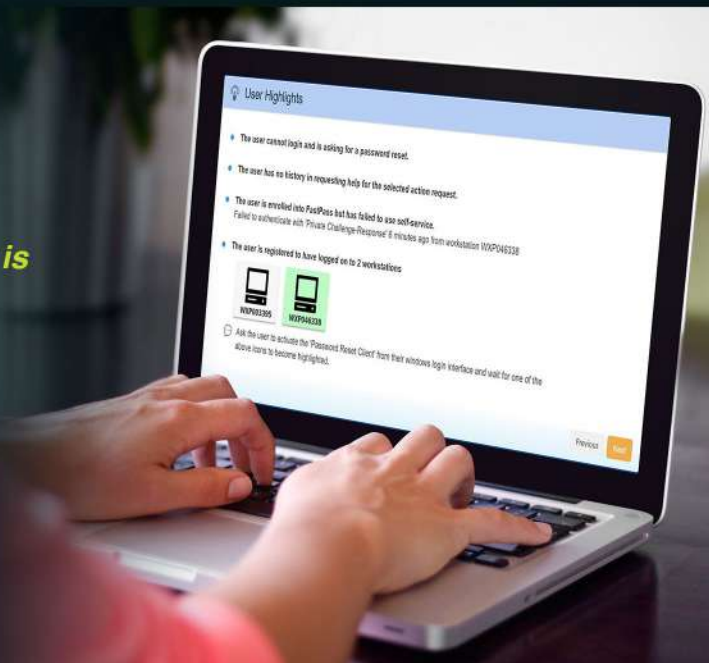 is
User Highlights
The user cannot login and is asking for a password reset.
The user has no history in requesting help for the selected action request.
The user is enrolled into FastPass but has failed to use self-service.
Failed to authenticate with 'Private Challenge-Response' 6 minutes ago from workstation WXP046338
The user is registered to have logged on to 2 workstations
WXP046338
Ask the user to activate the 'Password Reset Client' from their windows login interface and wait for one of the
above icons to become highlighted.
Previous
Next